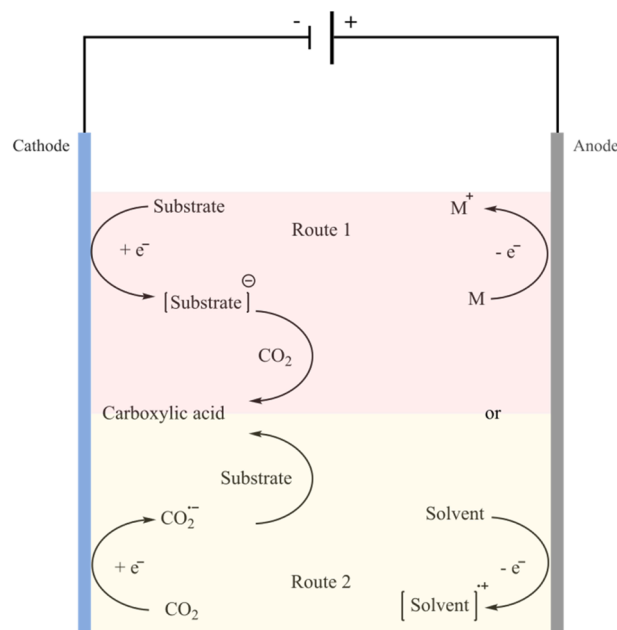 - +
Cathode
Anode
Substrate
M⁺
Route 1
+ e⁻
- e⁻
[Substrate]⊖
M
CO₂
Carboxylic acid
or
Substrate
CO₂•⁻
Solvent
+ e⁻
- e⁻
Route 2
CO₂
[Solvent]•+